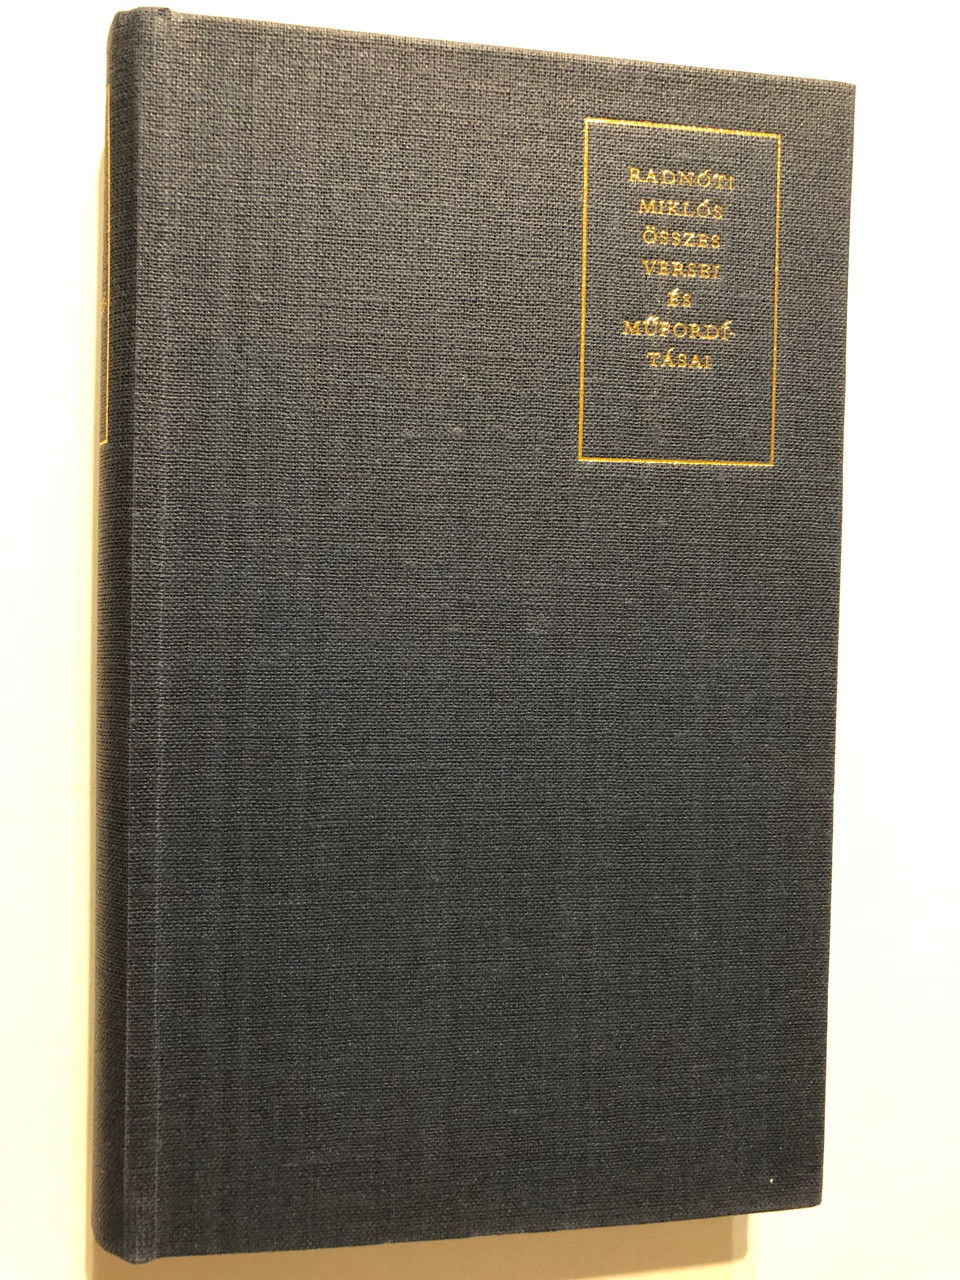 RADNÓTI
MIKLÓS
ÖSSZES
VERSEI
ÉS
MŰFORDÍ-
TÁSAI